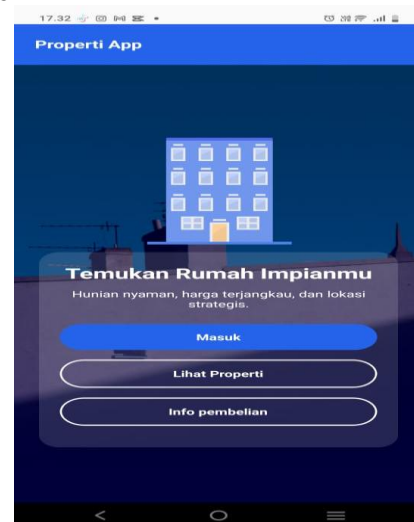 17.32
Properti App
Temukan Rumah Impianmu
Hunian nyaman, harga terjangkau, dan lokasi
strategis.
Masuk
Lihat Properti
Info pembelian